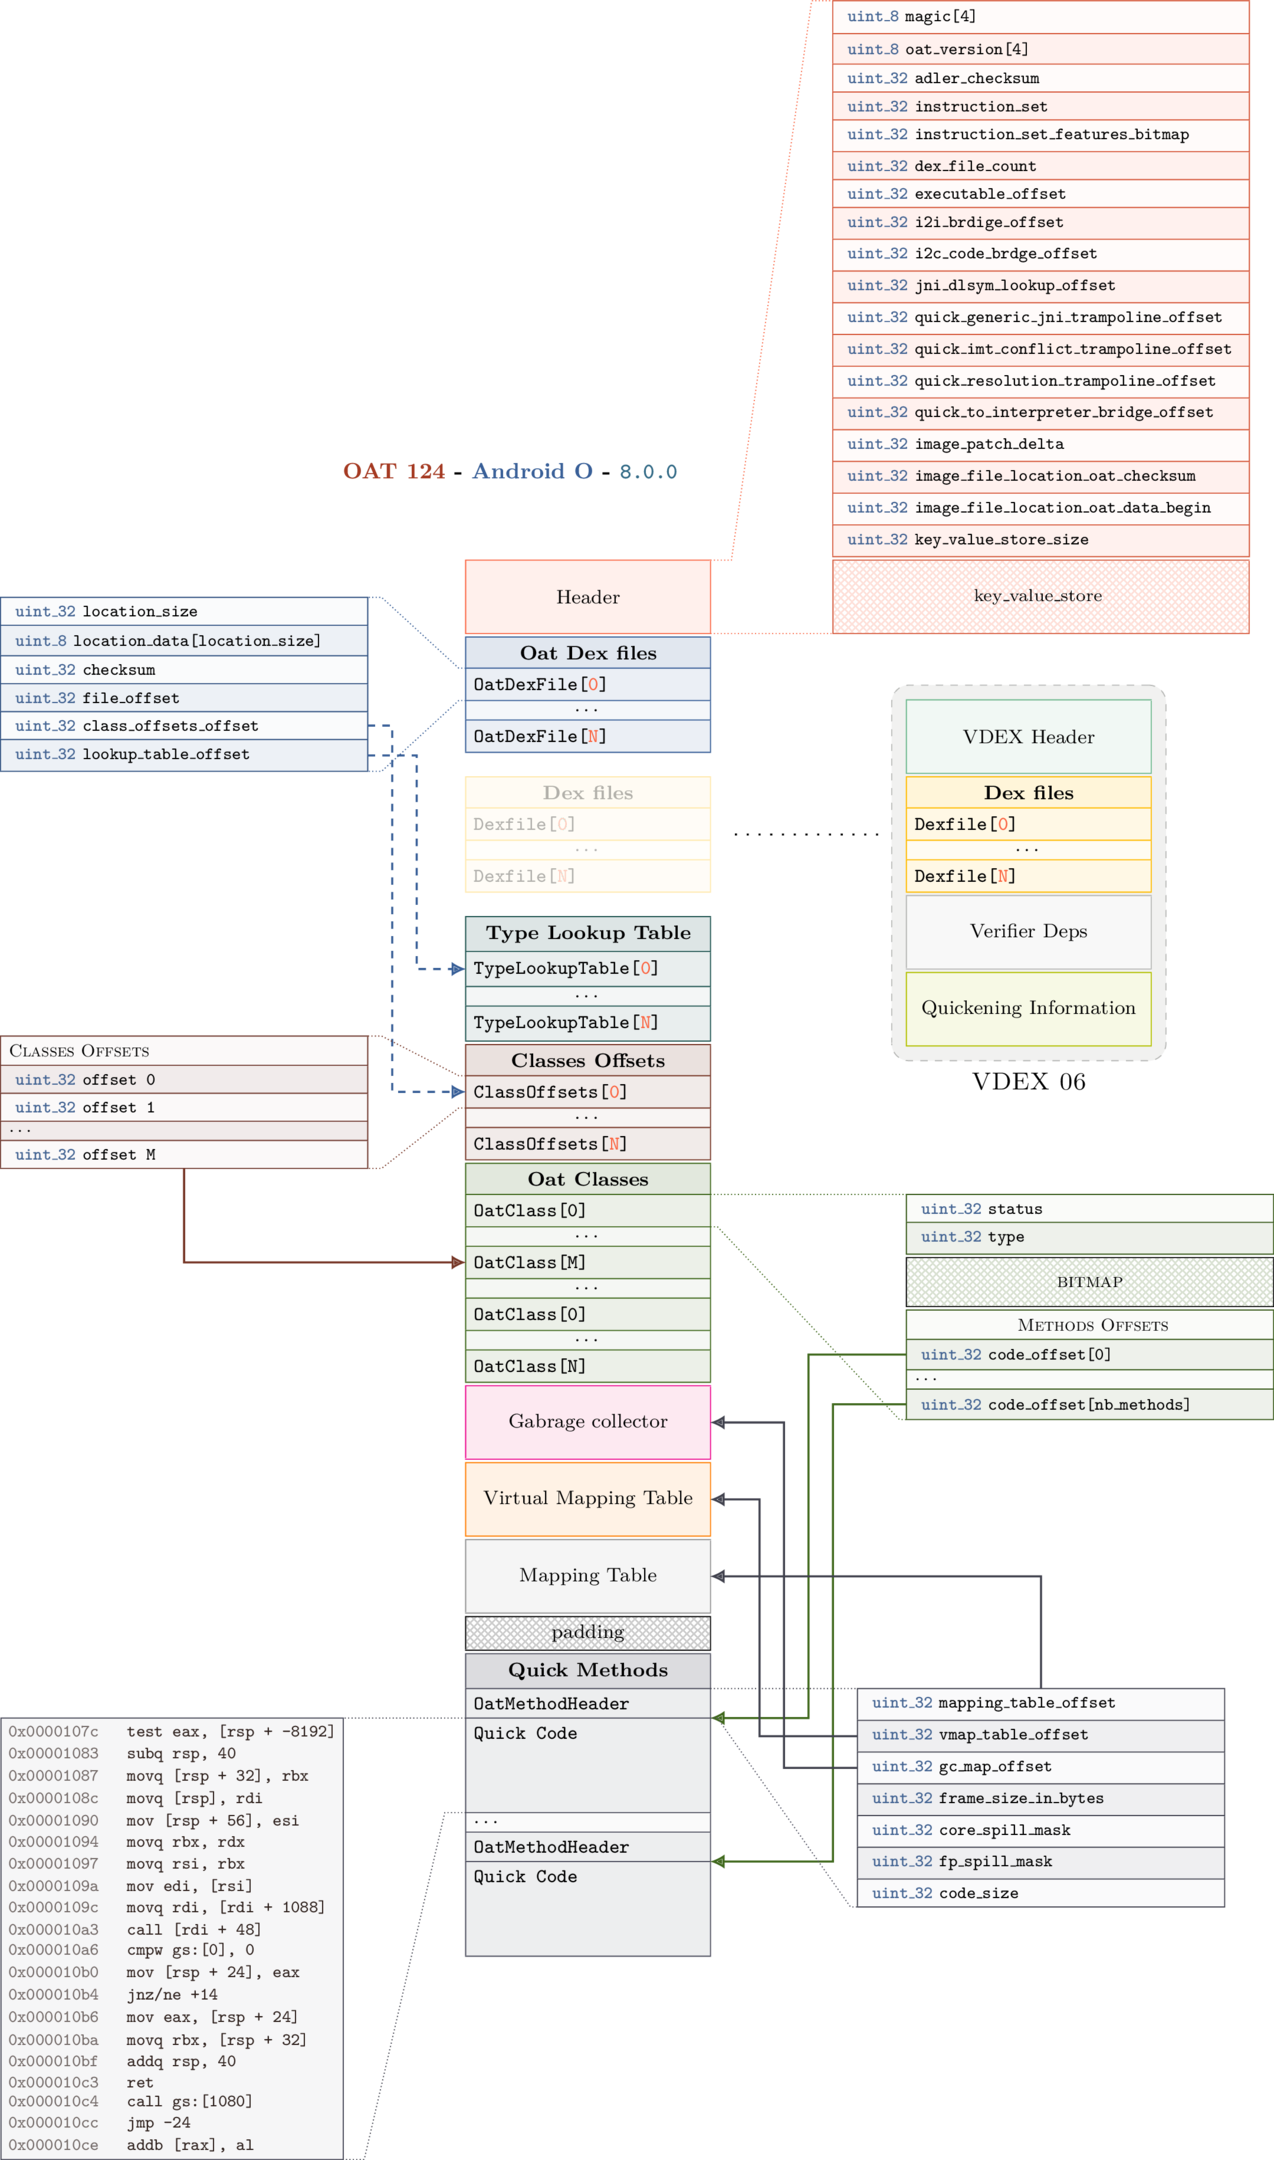 uint_8 magic[4]
uint_8 oat_version[4]
uint_32 adler_checksum
uint_32 instruction_set
uint_32 instruction_set_features_bitmap
uint_32 dex_file_count
uint_32 executable_offset
uint_32 i2i_brdige_offset
uint_32 i2c_code_brdge_offset
uint_32 jni_dlsym_lookup_offset
uint_32 quick_generic_jni_trampoline_offset
uint_32 quick_imt_conflict_trampoline_offset
uint_32 quick_resolution_trampoline_offset
uint_32 quick_to_interpreter_bridge_offset
uint_32 image_patch_delta
uint_32 image_file_location_oat_checksum
uint_32 image_file_location_oat_data_begin
uint_32 key_value_store_size
key_value_store
OAT 124 - Android O - 8.0.0
Header
uint_32 location_size
uint_8 location_data[location_size]
uint_32 checksum
uint_32 file_offset
uint_32 class_offsets_offset
uint_32 lookup_table_offset
Oat Dex files
OatDexFile[0]
...
OatDexFile[N]
Dex files
Dexfile[0]
...
Dexfile[N]
VDEX Header
Dex files
Dexfile[0]
...
Dexfile[N]
Verifier Deps
Quickening Information
VDEX 06
Type Lookup Table
TypeLookupTable[0]
...
TypeLookupTable[N]
Classes Offsets
uint_32 offset 0
uint_32 offset 1
...
uint_32 offset M
Classes Offsets
ClassOffsets[0]
...
ClassOffsets[N]
Oat Classes
OatClass[0]
...
OatClass[M]
...
OatClass[0]
...
OatClass[N]
uint_32 status
uint_32 type
BITMAP
Methods Offsets
uint_32 code_offset[0]
...
uint_32 code_offset[nb_methods]
Gabrage collector
Virtual Mapping Table
Mapping Table
padding
Quick Methods
OatMethodHeader
Quick Code
...
OatMethodHeader
Quick Code
uint_32 mapping_table_offset
uint_32 vmap_table_offset
uint_32 gc_map_offset
uint_32 frame_size_in_bytes
uint_32 core_spill_mask
uint_32 fp_spill_mask
uint_32 code_size
0x0000107c test eax, [rsp + -8192]
0x00001083 subq rsp, 40
0x00001087 movq [rsp + 32], rbx
0x0000108c movq [rsp], rdi
0x00001090 mov [rsp + 56], esi
0x00001094 movq rbx, rdx
0x00001097 movq rsi, rbx
0x0000109a mov edi, [rsi]
0x0000109c movq rdi, [rdi + 1088]
0x000010a3 call [rdi + 48]
0x000010a6 cmpw gs:[0], 0
0x000010b0 mov [rsp + 24], eax
0x000010b4 jnz/ne +14
0x000010b6 mov eax, [rsp + 24]
0x000010ba movq rbx, [rsp + 32]
0x000010bf addq rsp, 40
0x000010c3 ret
0x000010c4 call gs:[1080]
0x000010cc jmp -24
0x000010ce addb [rax], al